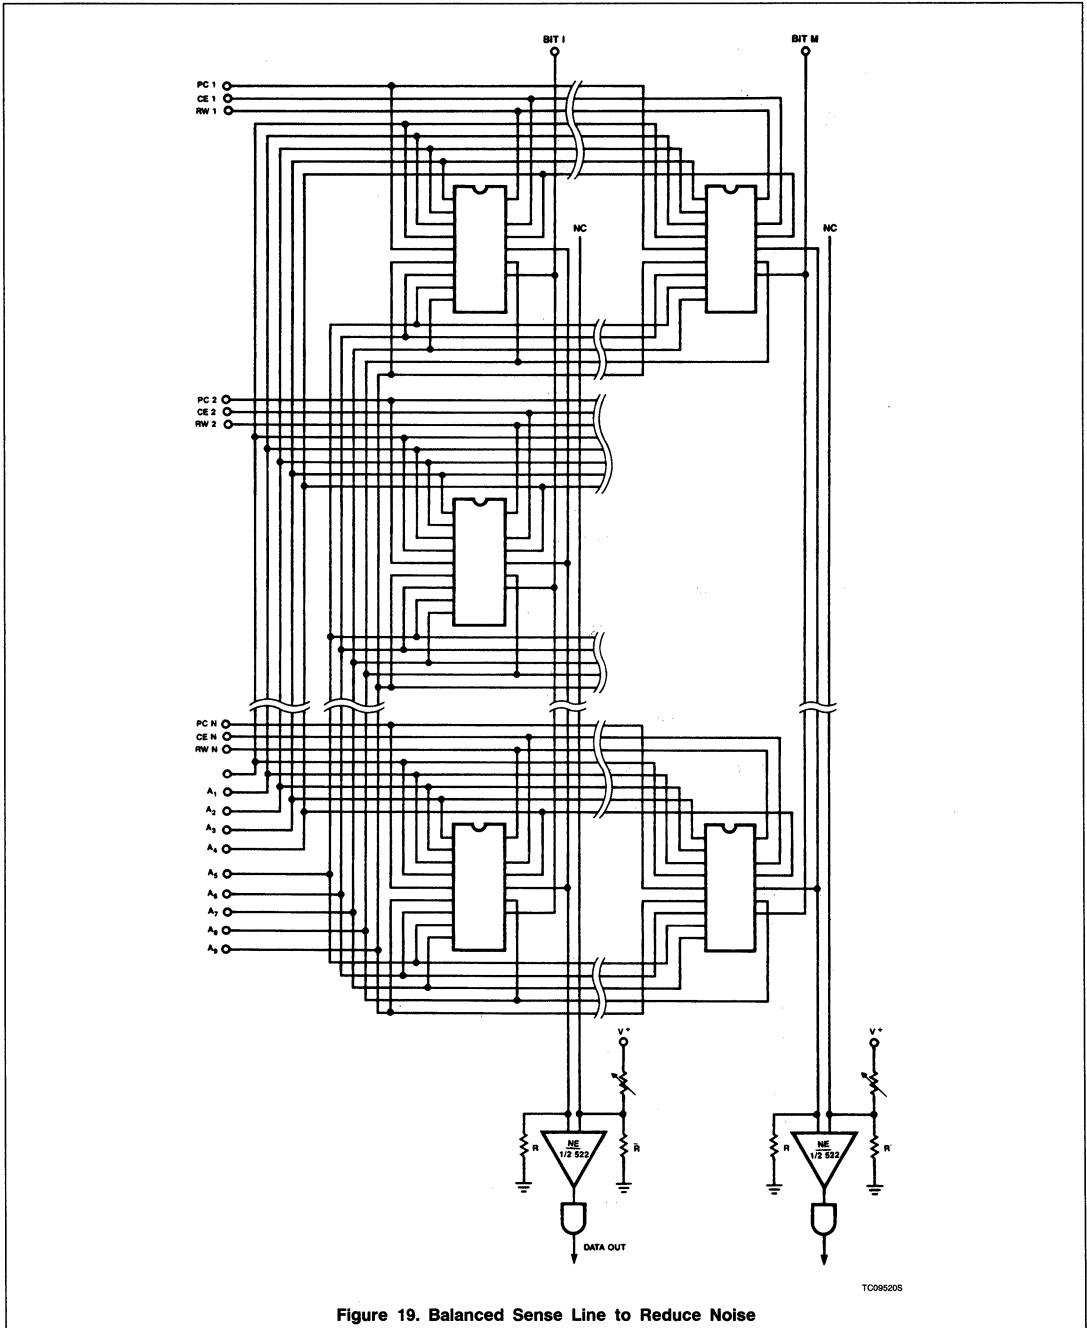 BIT I
BIT M
PC 1
CE 1
RW 1
NC
NC
PC 2
CE 2
RW 2
PC N
CE N
RW N
A1
A2
A3
A4
A5
A6
A7
A8
A9
V+
V+
R
NE
1/2 522
R
R
NE
1/2 522
R
DATA OUT
TC09520S
Figure 19. Balanced Sense Line to Reduce Noise